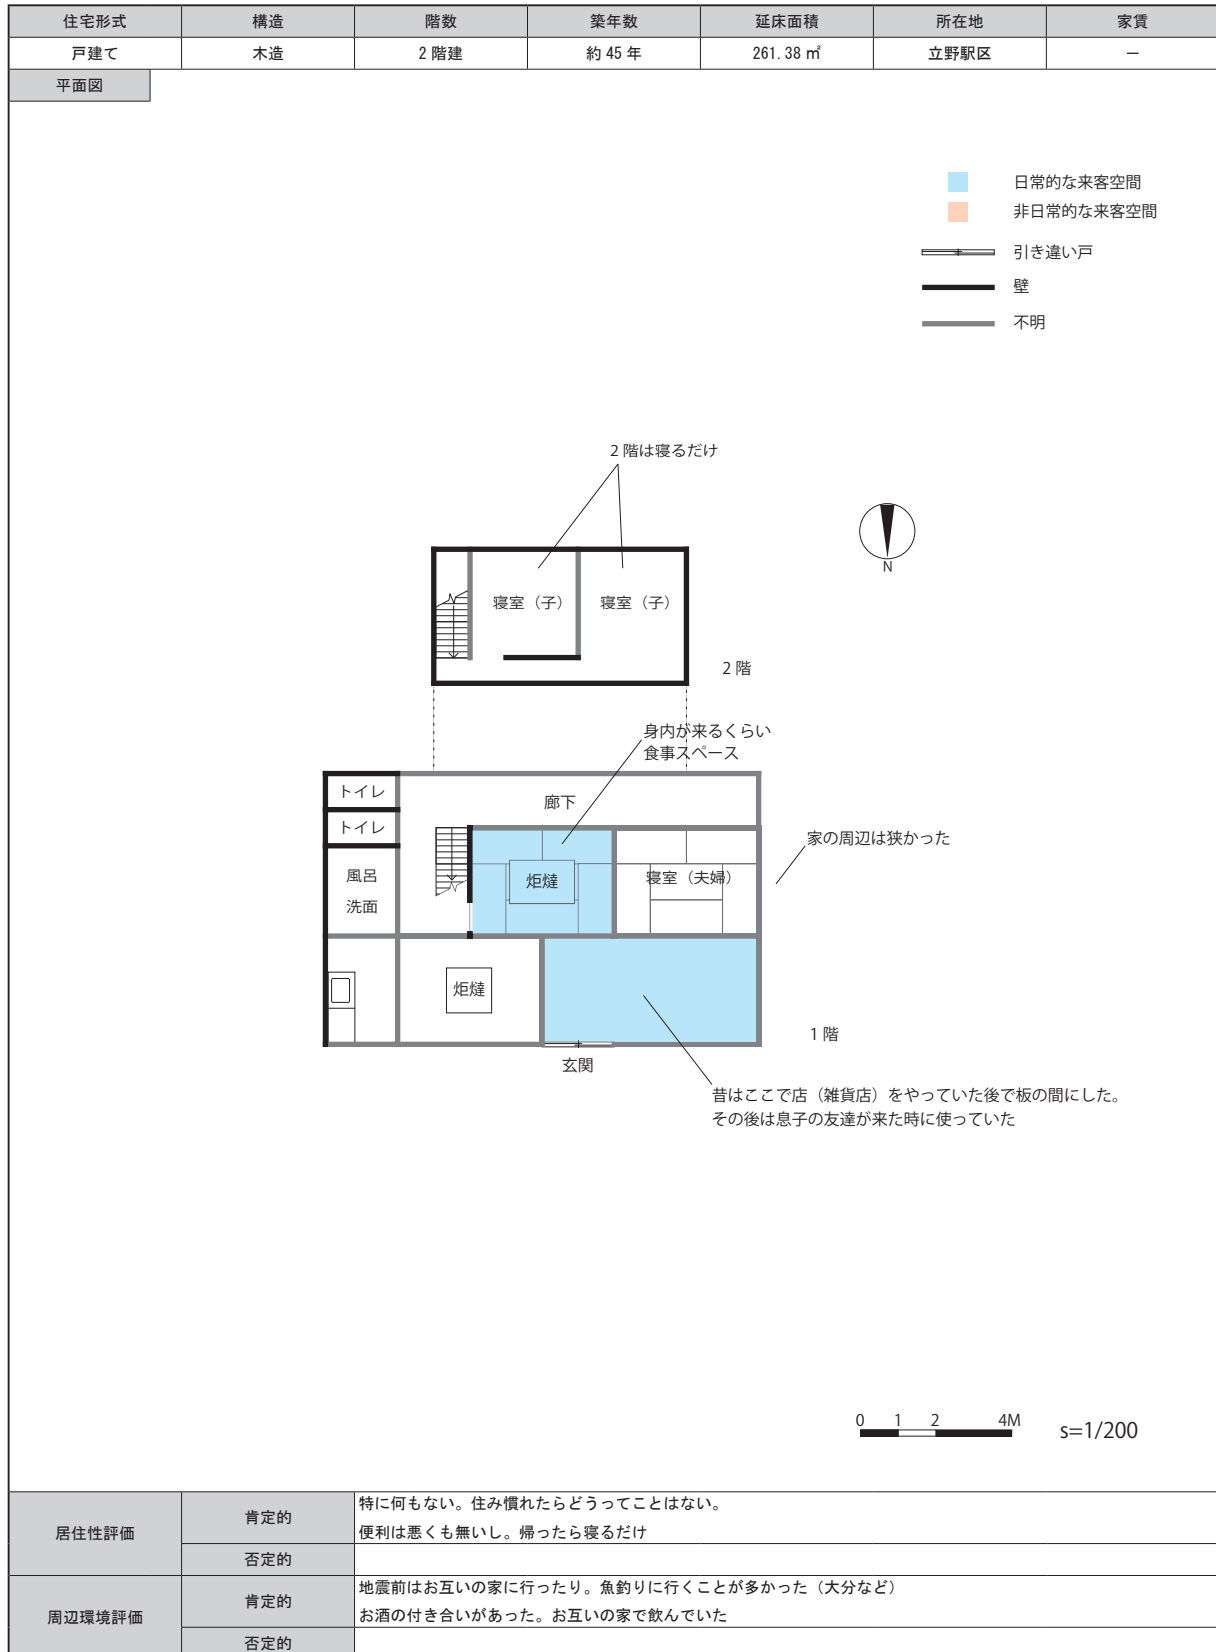 住宅形式 構造 階数 築年数 延床面積 所在地 家賃
戸建て 木造 2 階建 約 45 年 261.38 ㎡ 立野駅区 −
平面図
日常的な来客空間
非日常的な来客空間
引き違い戸
壁
不明
2 階は寝るだけ
N
寝室（子） 寝室（子）
2 階
身内が来るくらい
食事スペース
トイレ
廊下
トイレ
家の周辺は狭かった
風呂
洗面
炬燵
寝室（夫婦）
炬燵
1 階
玄関
昔はここで店（雑貨店）をやっていた後で板の間にした。
その後は息子の友達が来た時に使っていた
0 1 2 4M s=1/200
居住性評価
肯定的
特に何もない。住み慣れたらどうってことはない。
便利は悪くも無いし。帰ったら寝るだけ
否定的
周辺環境評価
肯定的
地震前はお互いの家に行ったり。魚釣りに行くことが多かった（大分など）
お酒の付き合いがあった。お互いの家で飲んでいた
否定的